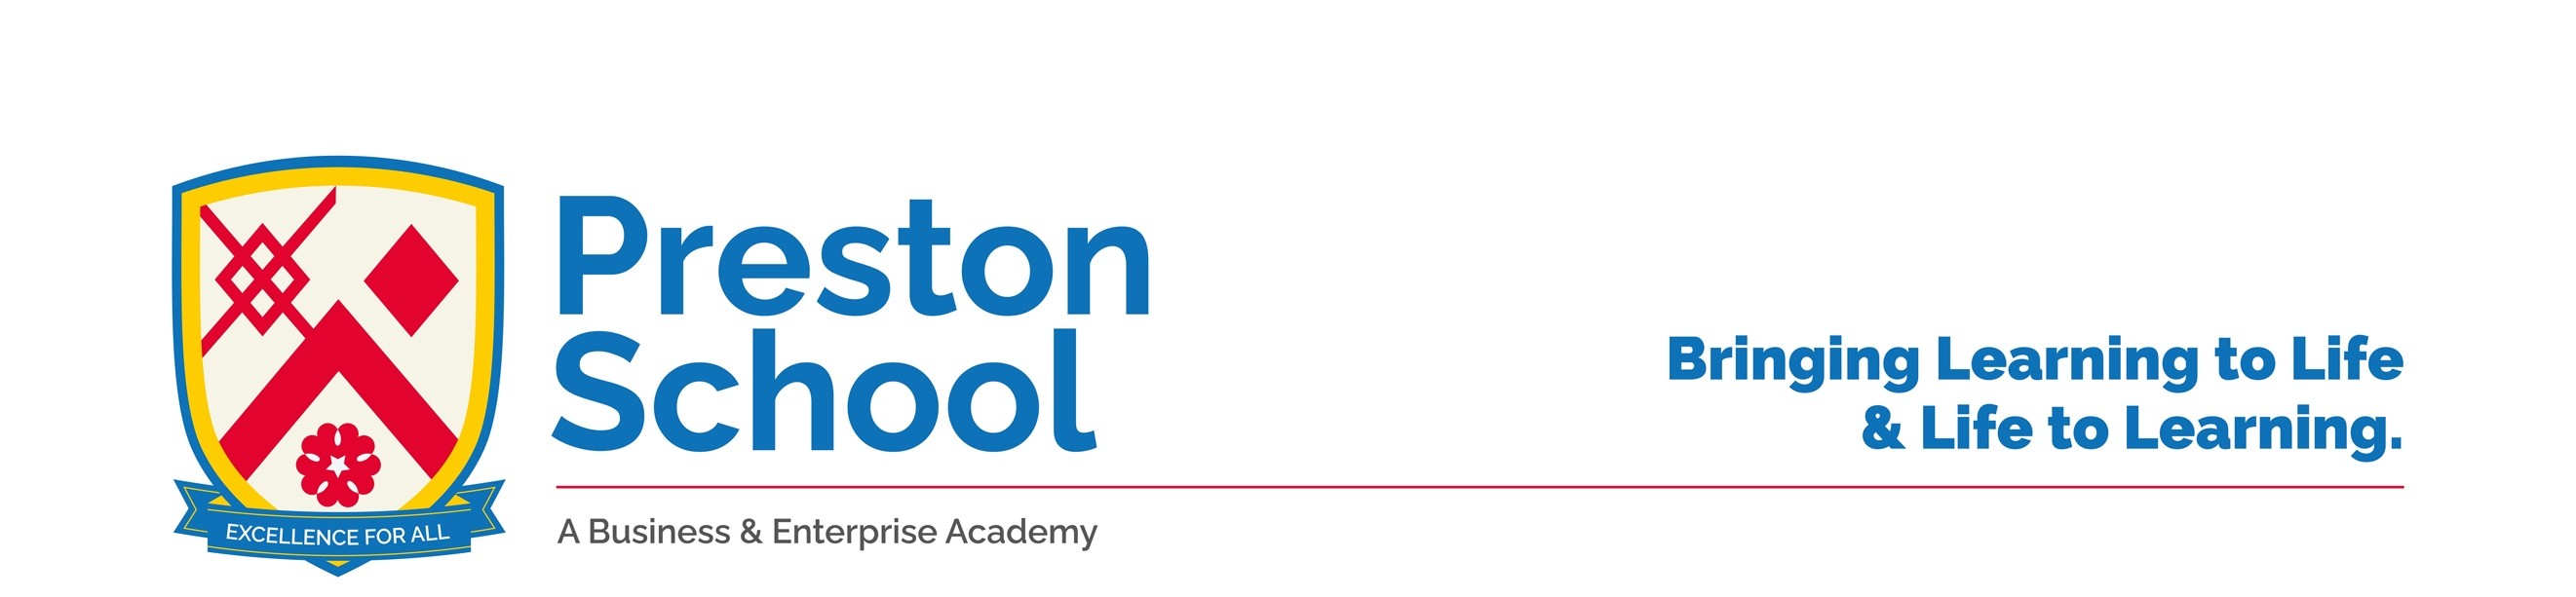 Preston
School
Bringing Learning to Life
& Life to Learning.
EXCELLENCE FOR ALL
A Business & Enterprise Academy